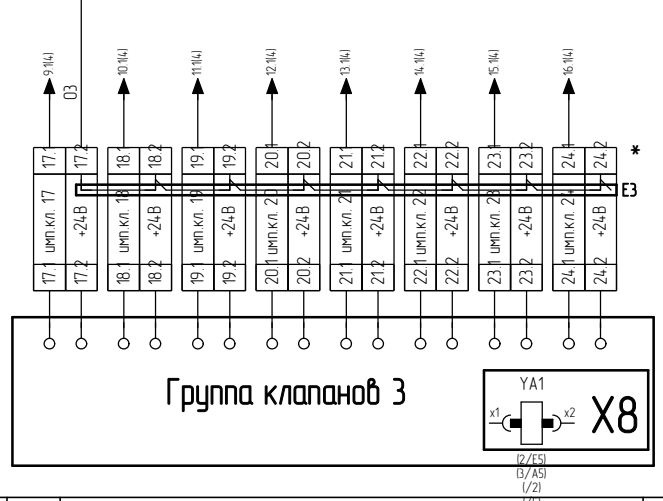 9.1(4) 10.1(4) 11.1(4) 12.1(4) 13.1(4) 14.1(4) 15.1(4) 16.1(4)
03
17.1 17.2 18.1 18.2 19.1 19.2 20.1 20.2 21.1 21.2 22.1 22.2 23.1 23.2 24.1 24.2 *
Е3
имп.кл. 17 +24В имп.кл. 18 +24В имп.кл. 19 +24В имп.кл. 20 +24В имп.кл. 21 +24В имп.кл. 22 +24В имп.кл. 23 +24В имп.кл. 24 +24В
17.1 17.2 18.1 18.2 19.1 19.2 20.1 20.2 21.1 21.2 22.1 22.2 23.1 23.2 24.1 24.2
Группа клапанов 3
YA1
x1 x2
X8
(2/E5)
(3/A5)
(/2)